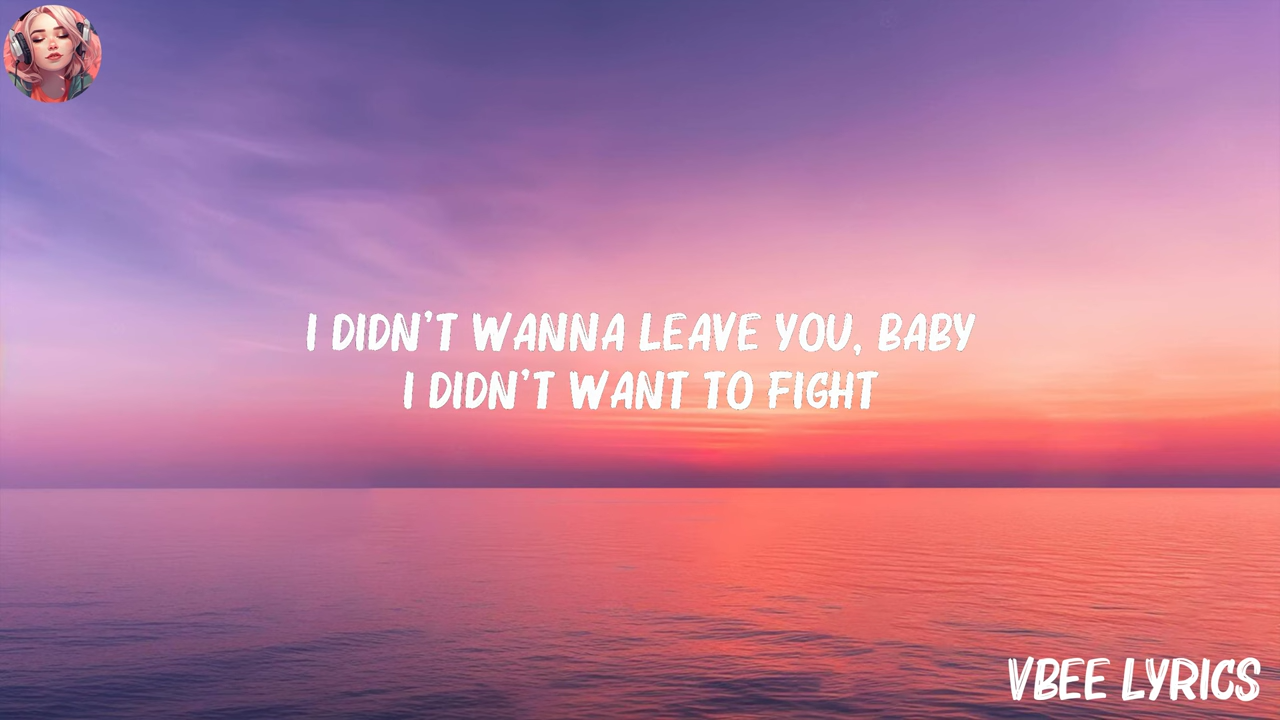 I DIDN'T WANNA LEAVE YOU, BABY
I DIDN'T WANT TO FIGHT
VBEE LYRICS